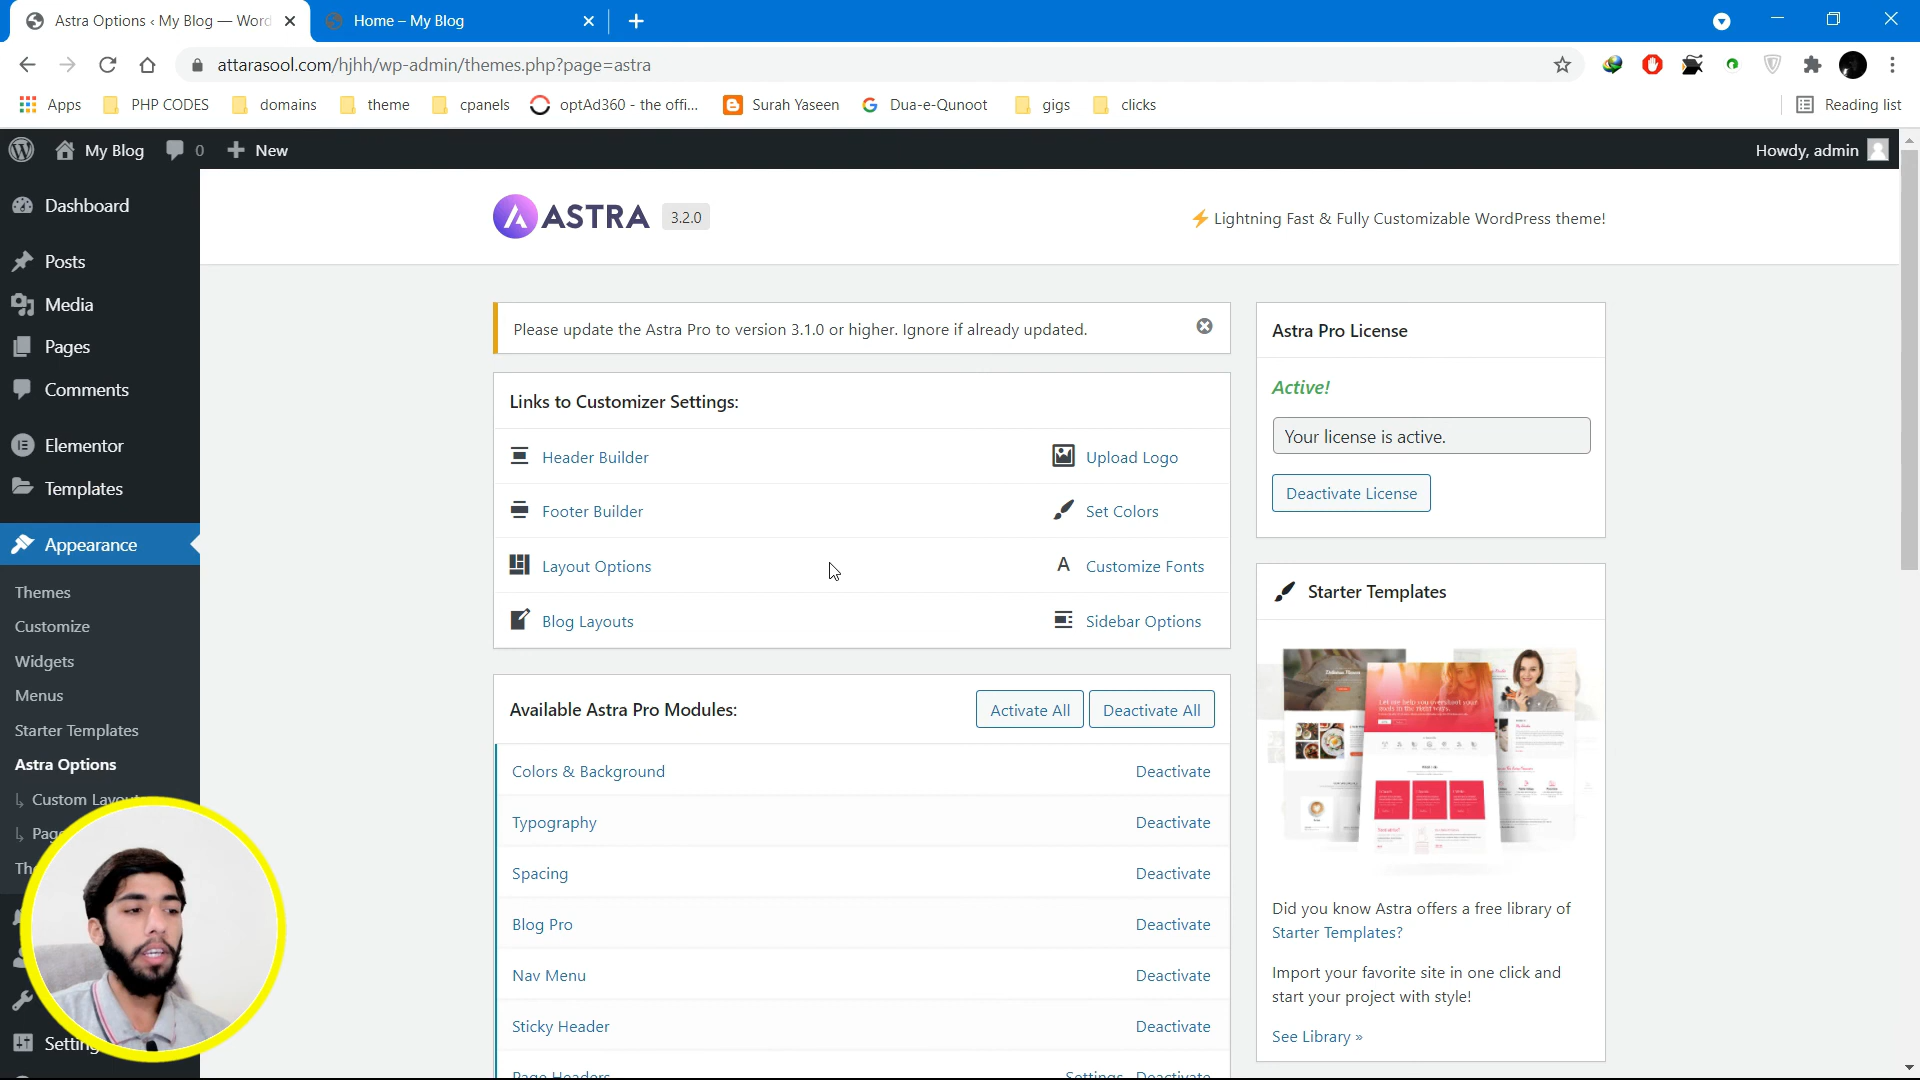 Astra Options ‹ My Blog — Word
Home – My Blog
attarasool.com/hjhh/wp-admin/themes.php?page=astra
Apps
PHP CODES
domains
theme
cpanels
optAd360 - the offi...
Surah Yaseen
Dua-e-Qunoot
gigs
clicks
Reading list
My Blog
0
New
Howdy, admin
Dashboard
Posts
Media
Pages
Comments
Elementor
Templates
Appearance
Themes
Customize
Widgets
Menus
Starter Templates
Astra Options
Custom Layout
ASTRA
3.2.0
⚡ Lightning Fast & Fully Customizable WordPress theme!
Please update the Astra Pro to version 3.1.0 or higher. Ignore if already updated.
Links to Customizer Settings:
Header Builder
Upload Logo
Footer Builder
Set Colors
Layout Options
Customize Fonts
Blog Layouts
Sidebar Options
Available Astra Pro Modules:
Activate All
Deactivate All
Colors & Background
Deactivate
Typography
Deactivate
Spacing
Deactivate
Blog Pro
Deactivate
Nav Menu
Deactivate
Sticky Header
Deactivate
Page Headers
Settings
Deactivate
Astra Pro License
Active!
Your license is active.
Deactivate License
Starter Templates
Did you know Astra offers a free library of
Starter Templates?
Import your favorite site in one click and
start your project with style!
See Library »